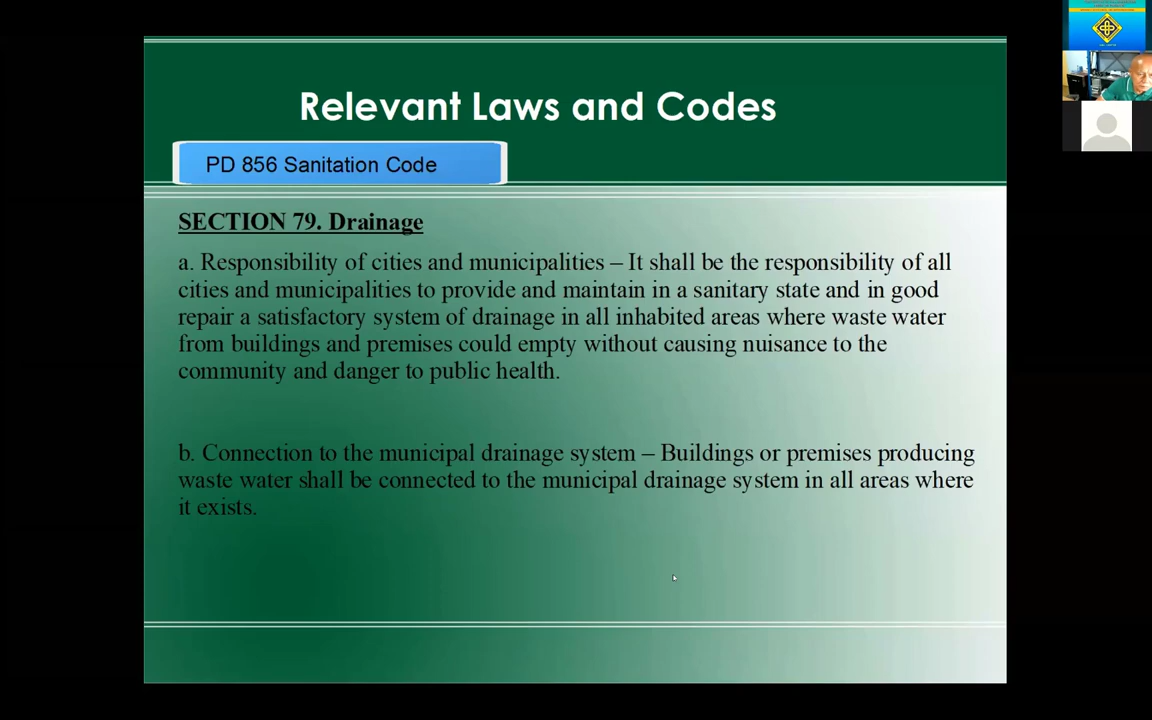 Relevant Laws and Codes
PD 856 Sanitation Code
SECTION 79. Drainage
a. Responsibility of cities and municipalities – It shall be the responsibility of all
cities and municipalities to provide and maintain in a sanitary state and in good
repair a satisfactory system of drainage in all inhabited areas where waste water
from buildings and premises could empty without causing nuisance to the
community and danger to public health.
b. Connection to the municipal drainage system – Buildings or premises producing
waste water shall be connected to the municipal drainage system in all areas where
it exists.